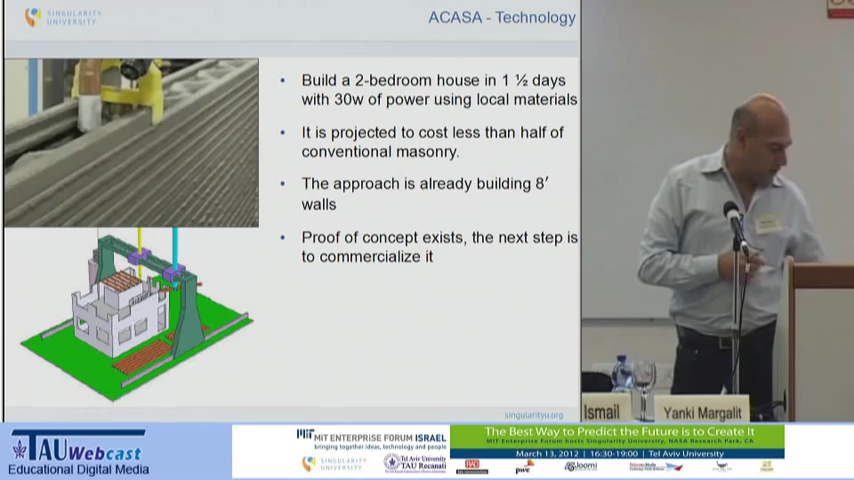 SINGULARITY
UNIVERSITY
ACASA - Technology
• Build a 2-bedroom house in 1 ½ days
with 30w of power using local materials
• It is projected to cost less than half of
conventional masonry.
• The approach is already building 8′
walls
• Proof of concept exists, the next step is
to commercialize it
singularityu.org
Ismail
Yanki Margalit
TAU Webcast
Educational Digital Media
MIT ENTERPRISE FORUM ISRAEL
bringing together ideas, technology and people
SINGULARITY
UNIVERSITY
Tel Aviv University
TAU Recanati
The Best Way to Predict the Future is to Create It
MIT Enterprise Forum hosts Singularity University, NASA Research Park, CA
March 13, 2012 | 16:30-19:00 | Tel Aviv University
RAD
pwc
loomi